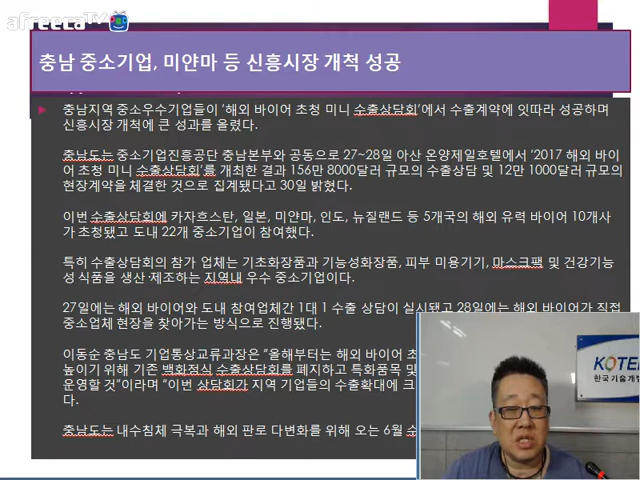 afreecaTV
충남 중소기업, 미얀마 등 신흥시장 개척 성공
충남지역 중소우수기업들이 '해외 바이어 초청 미니 수출상담회'에서 수출계약에 잇따라 성공하며
신흥시장 개척에 큰 성과를 올렸다.
충남도는 중소기업진흥공단 충남본부와 공동으로 27~28일 아산 온양제일호텔에서 '2017 해외 바이
어 초청 미니 수출상담회'를 개최한 결과 156만 8000달러 규모의 수출상담 및 12만 1000달러 규모의
현장계약을 체결한 것으로 집계됐다고 30일 밝혔다.
이번 수출상담회에 카자흐스탄, 일본, 미얀마, 인도, 뉴질랜드 등 5개국의 해외 유력 바이어 10개사
가 초청됐고 도내 22개 중소기업이 참여했다.
특히 수출상담회의 참가 업체는 기초화장품과 기능성화장품, 피부 미용기기, 마스크팩 및 건강기능
성 식품을 생산·제조하는 지역내 우수 중소기업이다.
27일에는 해외 바이어와 도내 참여업체간 1대 1 수출 상담이 실시됐고 28일에는 해외 바이어가 직접
중소업체 현장을 찾아가는 방식으로 진행됐다.
이동순 충남도 기업통상교류과장은 "올해부터는 해외 바이어 초
높이기 위해 기존 백화점식 수출상담회를 폐지하고 특화품목 및
운영할 것"이라며 "이번 상담회가 지역 기업들의 수출확대에 크
다.
충남도는 내수침체 극복과 해외 판로 다변화를 위해 오는 6월 수
KOTE
한국기술개